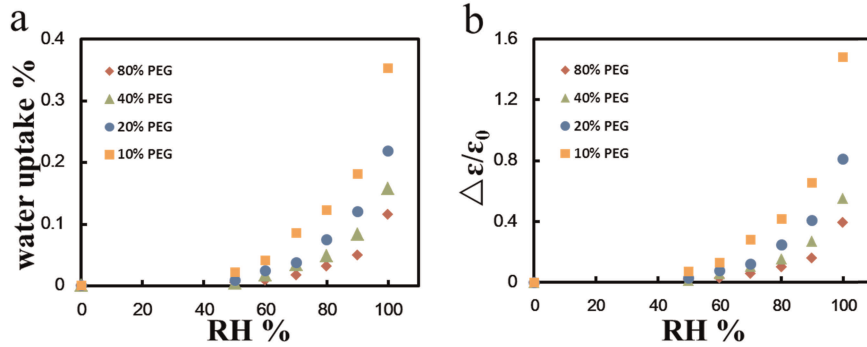 a
water uptake %
0.4
0.3
0.2
0.1
0
80% PEG
40% PEG
20% PEG
10% PEG
0 20 40 60 80 100
RH %
b
△ε/ε₀
1.6
1.2
0.8
0.4
0
80% PEG
40% PEG
20% PEG
10% PEG
0 20 40 60 80 100
RH %